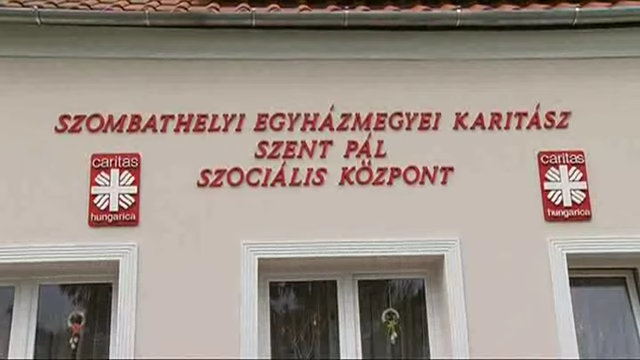 SZOMBATHELYI EGYHÁZMEGYEI KARITÁSZ
SZENT PÁL
SZOCIÁLIS KÖZPONT
caritas
hungarica
caritas
hungarica